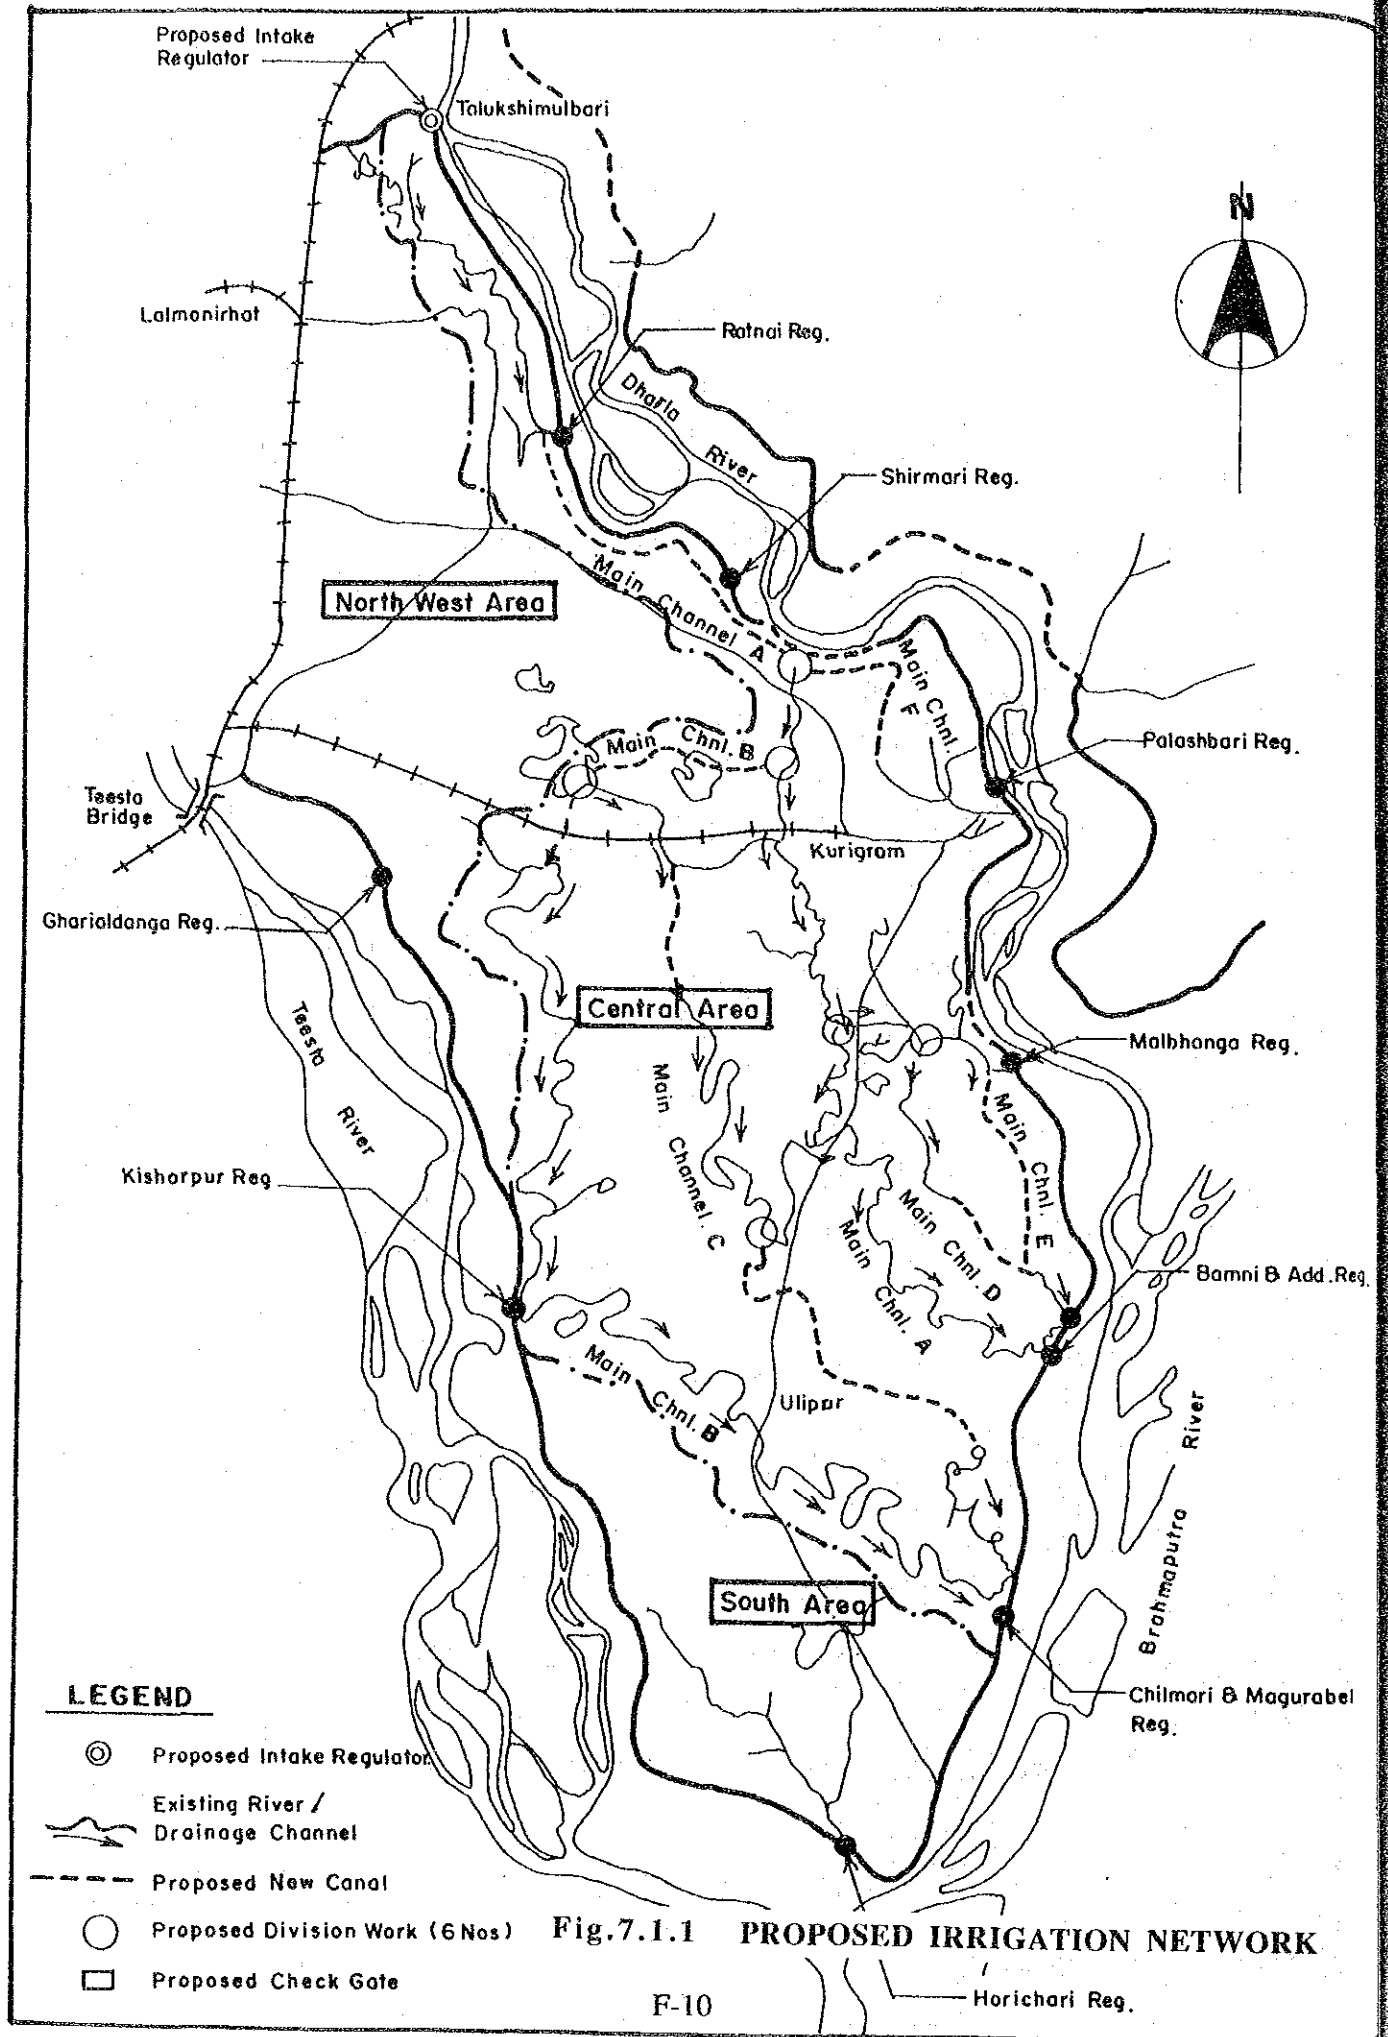 Proposed Intake
Regulator
Talukshimulbari
N
Lalmonirhat
Ratnai Reg.
Dharla
River
Shirmari Reg.
North West Area
Main Channel A
Main Chnl.
F
Main Chnl. B
Palashbari Reg.
Teesta
Bridge
Kurigram
Gharialdanga Reg.
Central Area
Teesta
River
Malbhanga Reg.
Main Channel. C
Main Chnl. E
Kishorpur Reg
Main Chnl. D
Main Chnl. A
Bamni & Add. Reg.
Main Chnl. B
Ulipur
Brahmaputra River
South Area
Chilmari & Magurabel
Reg.
LEGEND
Proposed Intake Regulator
Existing River /
Drainage Channel
Proposed New Canal
Proposed Division Work (6 Nos)
Proposed Check Gate
Fig.7.1.1 PROPOSED IRRIGATION NETWORK
Horichari Reg.
F-10